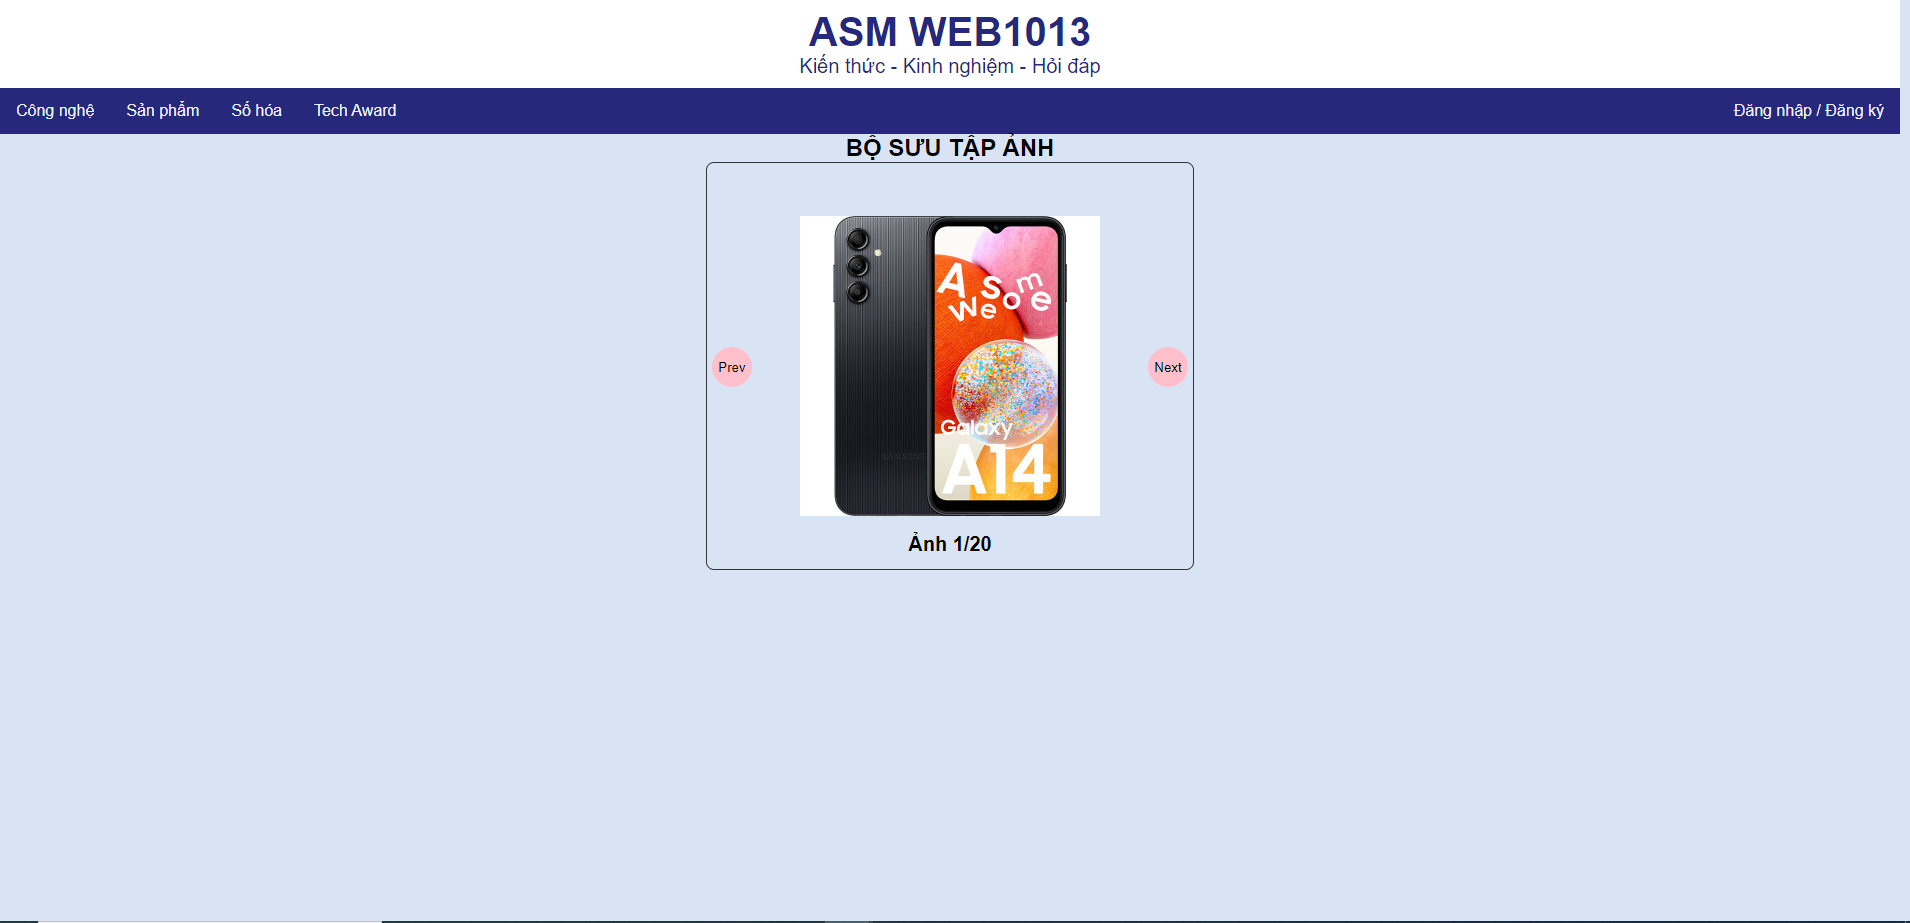 ASM WEB1013
Kiến thức - Kinh nghiệm - Hỏi đáp
Công nghệ Sản phẩm Số hóa Tech Award Đăng nhập / Đăng ký
BỘ SƯU TẬP ẢNH
Awesome
Prev
Next
Galaxy
A14
SAMSUNG
Ảnh 1/20